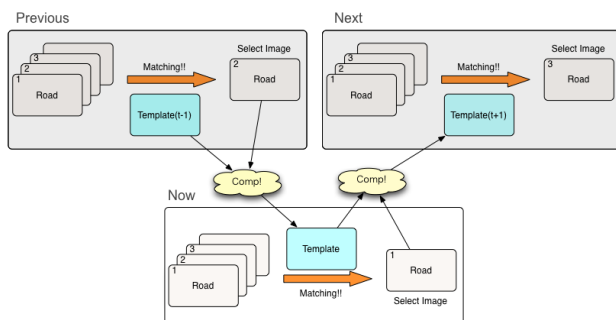 Previous
3
2
1
Road
Matching!!
Template(t-1)
Select Image
2
Road
Next
3
2
1
Road
Matching!!
Template(t+1)
Select Image
3
Road
Comp!
Comp!
Now
3
2
1
Road
Template
Matching!!
1
Road
Select Image